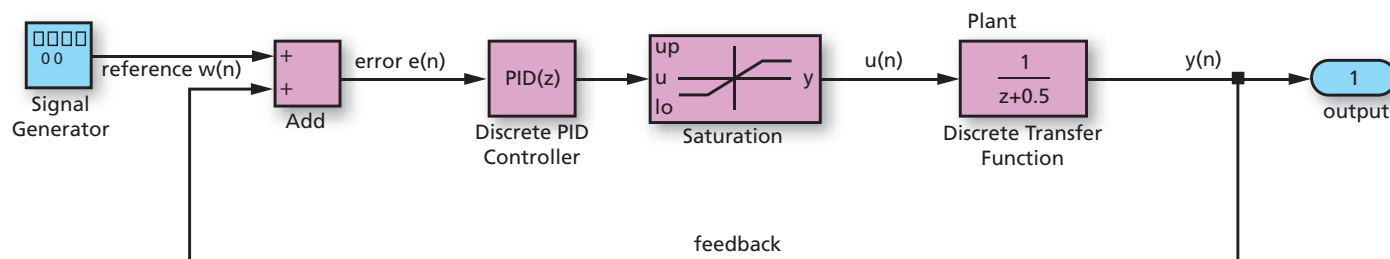 Plant
00
reference w(n)
Signal
Generator
+
+
Add
error e(n)
PID(z)
Discrete PID
Controller
up
u
lo
y
Saturation
u(n)
1
z+0.5
Discrete Transfer
Function
y(n)
1
output
feedback